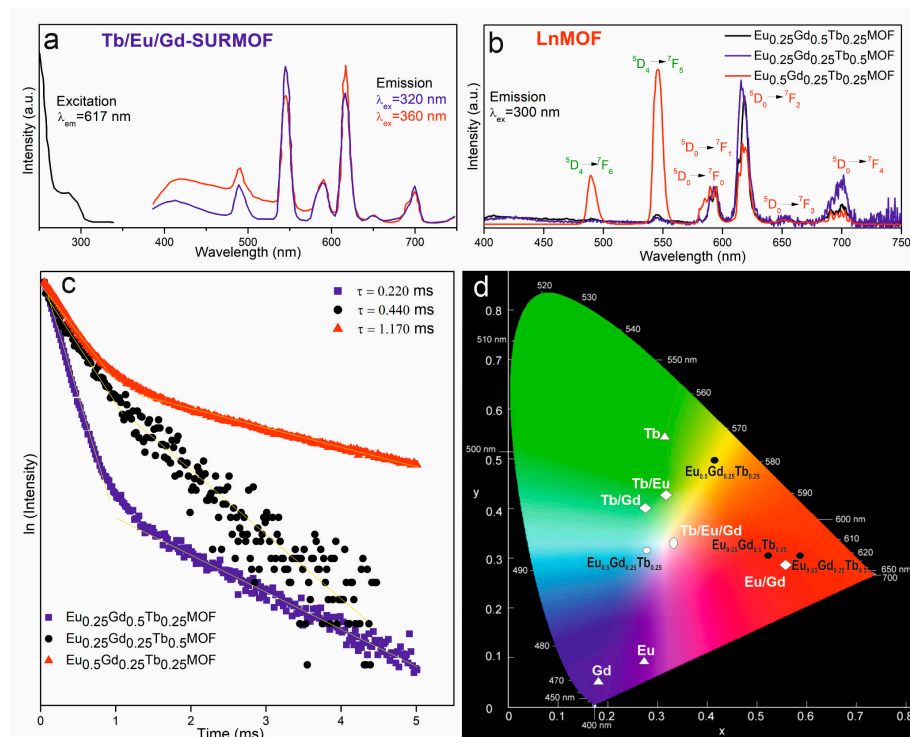 a
Tb/Eu/Gd-SURMOF
Excitation
λem=617 nm
Emission
λex=320 nm
λex=360 nm
Intensity (a.u.)
300
400
500
600
700
Wavelength (nm)
b
LnMOF
Eu0.25Gd0.5Tb0.25MOF
Eu0.25Gd0.25Tb0.5MOF
Eu0.5Gd0.25Tb0.25MOF
Emission
λex=300 nm
5D4→7F6
5D4→7F5
5D0→7F0
5D0→7F1
5D0→7F2
5D0→7F3
5D0→7F4
Intensity (a.u.)
400
450
500
550
600
650
700
750
Wavelength (nm)
c
τ = 0.220 ms
τ = 0.440 ms
τ = 1.170 ms
ln (Intensity)
Eu0.25Gd0.5Tb0.25MOF
Eu0.25Gd0.25Tb0.5MOF
Eu0.5Gd0.25Tb0.25MOF
0
1
2
3
4
5
Time (ms)
d
0.8
0.7
0.6
0.5
y
0.4
0.3
0.2
0.1
0
520
530
540
510 nm
550
560
570
500 nm
580
590
600 nm
610
620
650 nm
700
490
480
470
450 nm
400 nm
Tb
Eu0.5Gd0.25Tb0.25
Tb/Eu
Tb/Gd
Tb/Eu/Gd
Eu0.5Gd0.25Tb0.25
Eu0.25Gd0.5Tb0.25
Eu0.25Gd0.25Tb0.5
Eu/Gd
Eu
Gd
0
0.1
0.2
0.3
0.4
0.5
0.6
0.7
0.8
x